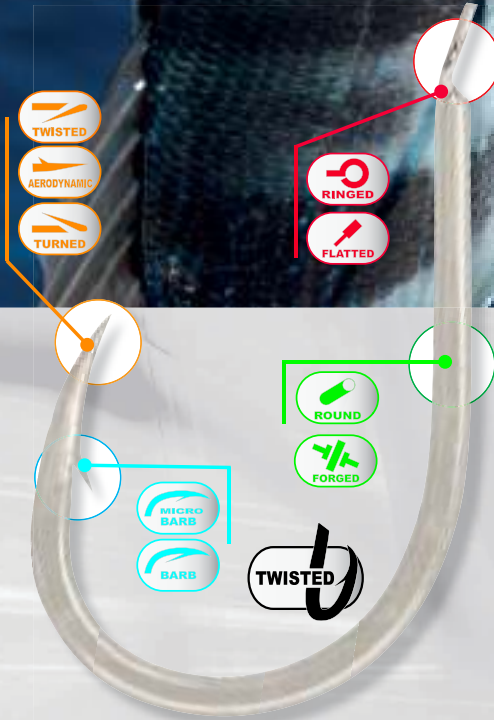 TWISTED
AERODYNAMIC
TURNED
RINGED
FLATTED
ROUND
FORGED
MICRO
BARB
BARB
TWISTED